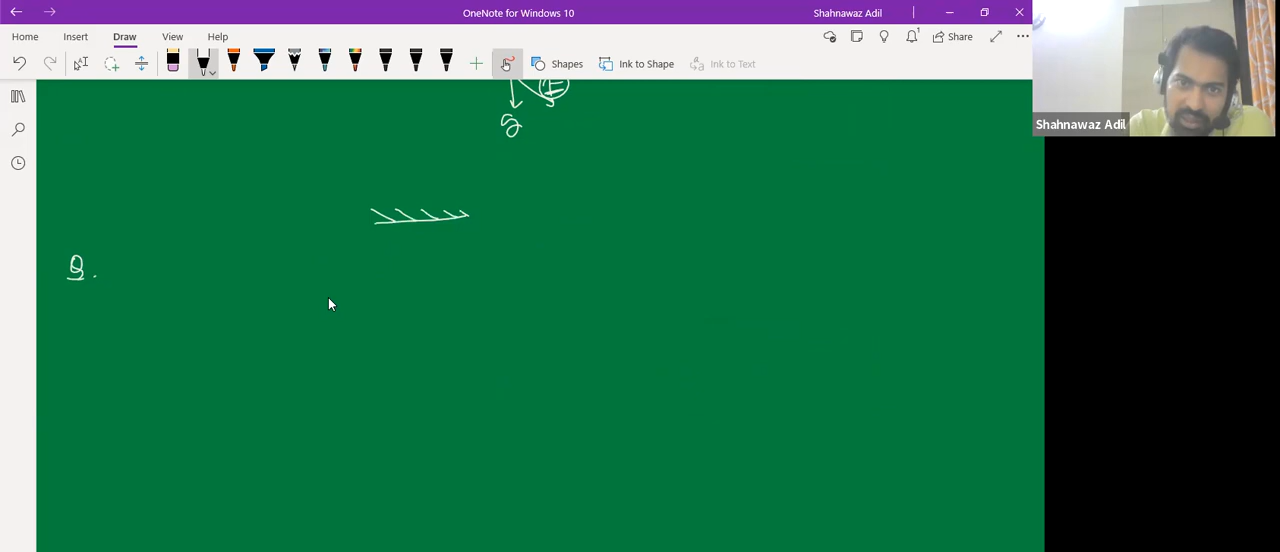 OneNote for Windows 10
Shahnawaz Adil
Home Insert Draw View Help
Share
Shapes
Ink to Shape
Ink to Text
Shahnawaz Adil
E
g
Q.